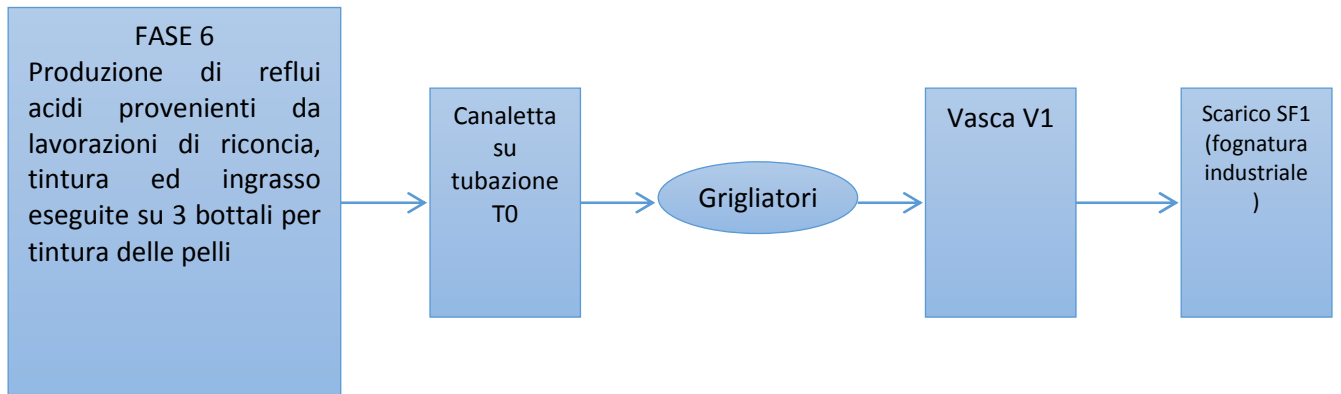 FASE 6
Produzione di reflui
acidi provenienti da
lavorazioni di riconcia,
tintura ed ingrasso
eseguite su 3 bottali per
tintura delle pelli
Canaletta
su
tubazione
T0
Grigliatori
Vasca V1
Scarico SF1
(fognatura
industriale
)